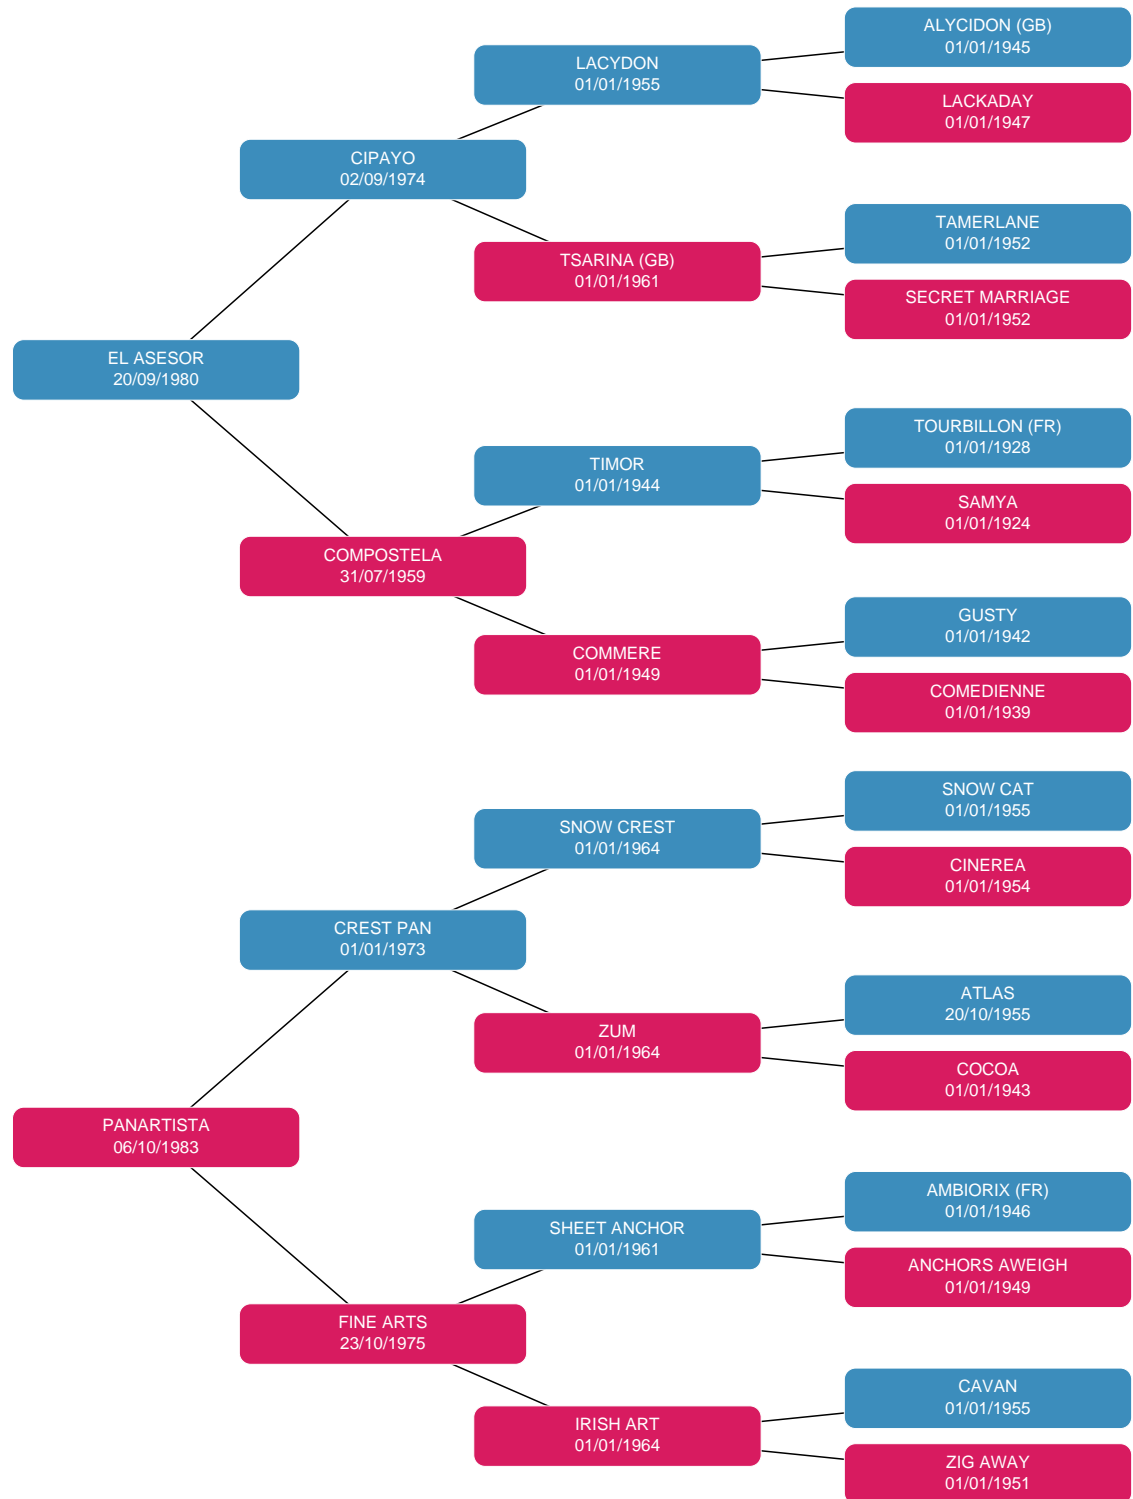 ALYCIDON (GB)
01/01/1945
LACYDON
01/01/1955
LACKADAY
01/01/1947
CIPAYO
02/09/1974
TAMERLANE
01/01/1952
TSARINA (GB)
01/01/1961
SECRET MARRIAGE
01/01/1952
EL ASESOR
20/09/1980
TOURBILLON (FR)
01/01/1928
TIMOR
01/01/1944
SAMYA
01/01/1924
COMPOSTELA
31/07/1959
GUSTY
01/01/1942
COMMERE
01/01/1949
COMEDIENNE
01/01/1939
SNOW CAT
01/01/1955
SNOW CREST
01/01/1964
CINEREA
01/01/1954
CREST PAN
01/01/1973
ATLAS
20/10/1955
ZUM
01/01/1964
COCOA
01/01/1943
PANARTISTA
06/10/1983
AMBIORIX (FR)
01/01/1946
SHEET ANCHOR
01/01/1961
ANCHORS AWEIGH
01/01/1949
FINE ARTS
23/10/1975
CAVAN
01/01/1955
IRISH ART
01/01/1964
ZIG AWAY
01/01/1951